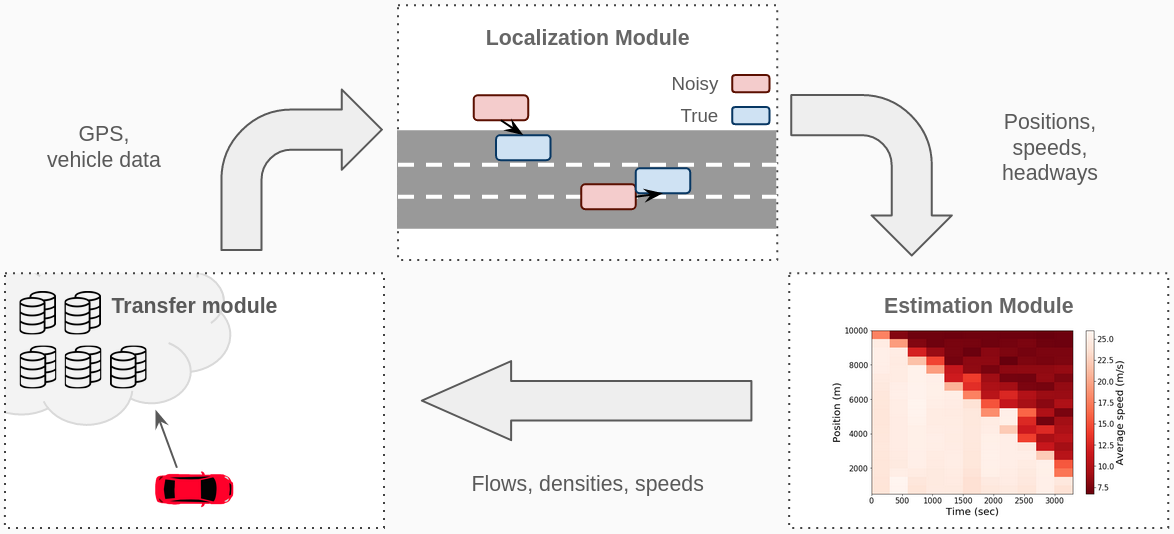 Localization Module
Noisy
True
GPS,
vehicle data
Positions,
speeds,
headways
Transfer module
Flows, densities, speeds
Estimation Module
10000
8000
6000
4000
2000
Position (m)
0
500
1000
1500
2000
2500
3000
Time (sec)
25.0
22.5
20.0
17.5
15.0
12.5
10.0
7.5
Average speed (m/s)